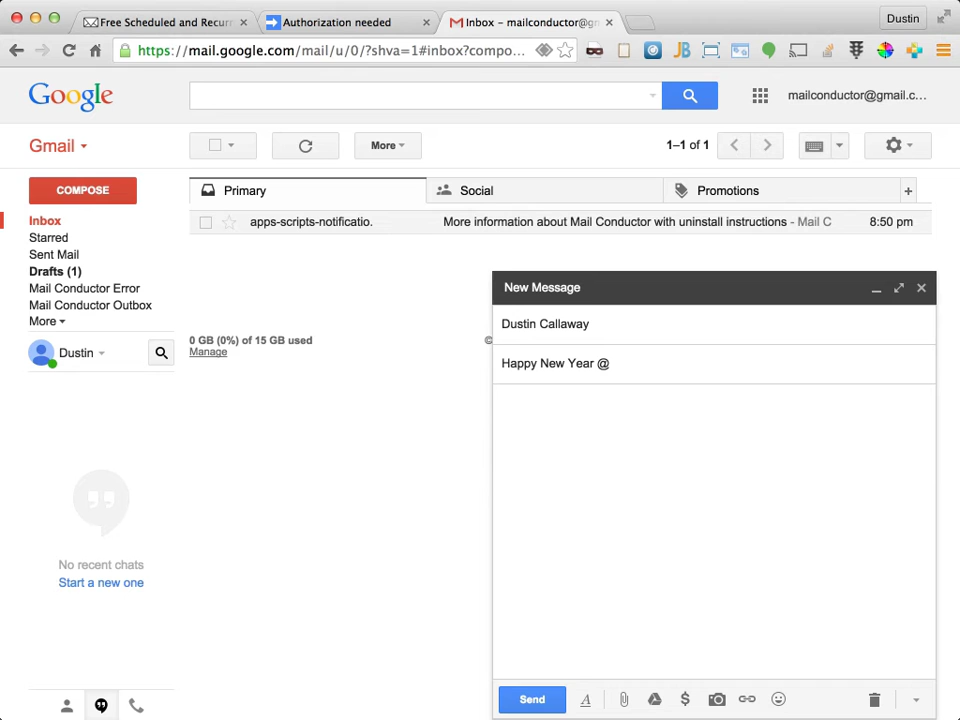 Free Scheduled and Recurr
Authorization needed
Inbox - mailconductor@gm
Dustin
https://mail.google.com/mail/u/0/?shva=1#inbox?compo...
JB
Google
mailconductor@gmail.c...
Gmail
More
1–1 of 1
COMPOSE
Primary
Social
Promotions
+
Inbox
apps-scripts-notificatio.
More information about Mail Conductor with uninstall instructions - Mail C
8:50 pm
Starred
Sent Mail
Drafts (1)
Mail Conductor Error
Mail Conductor Outbox
More
New Message
Dustin Callaway
0 GB (0%) of 15 GB used
Manage
©
Dustin
Happy New Year @
No recent chats
Start a new one
Send
A
$